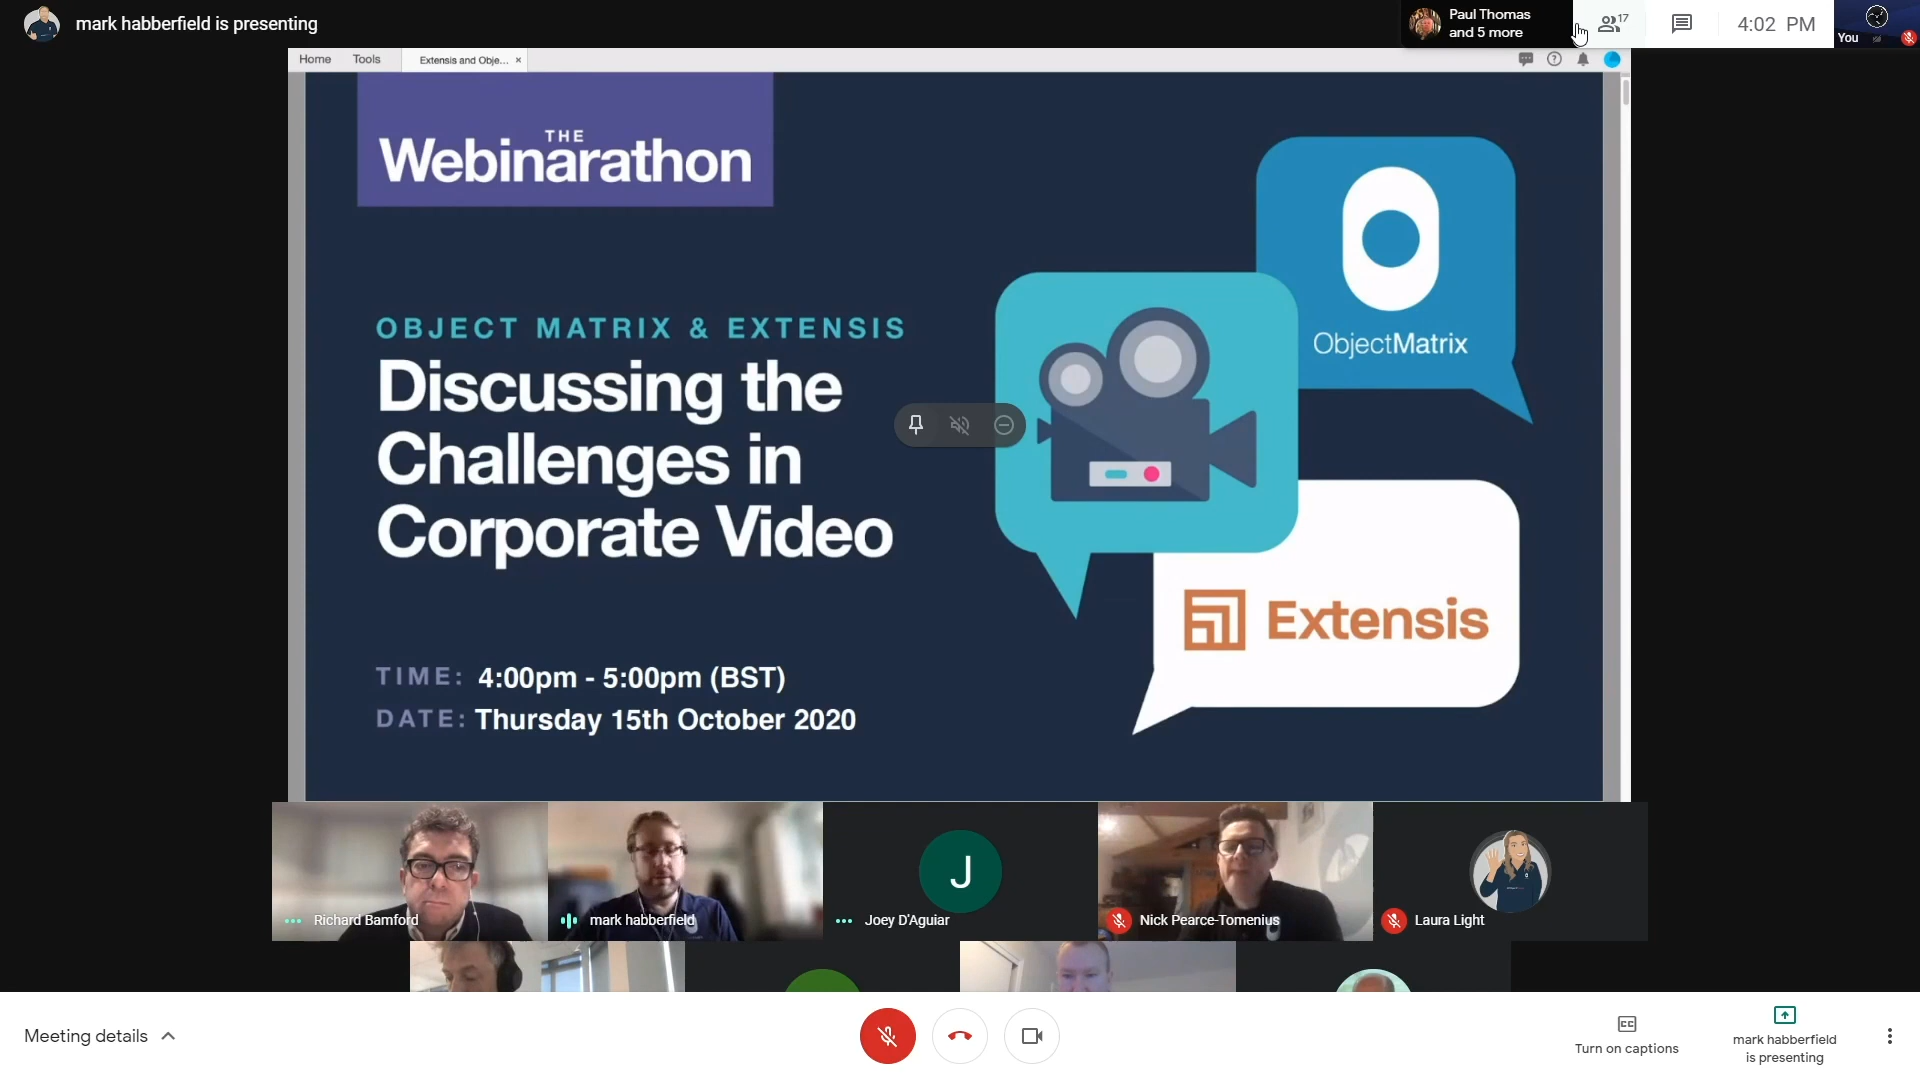 mark habberfield is presenting
Paul Thomas
and 5 more
17
4:02 PM
You
Home
Tools
Extensis and Obje...
THE
Webinarathon
OBJECT MATRIX & EXTENSIS
Discussing the
Challenges in
Corporate Video
ObjectMatrix
Extensis
TIME: 4:00pm - 5:00pm (BST)
DATE: Thursday 15th October 2020
Richard Bamford
mark habberfield
J
Joey D'Aguiar
Nick Pearce-Tomenius
Laura Light
Meeting details
CC
Turn on captions
mark habberfield
is presenting